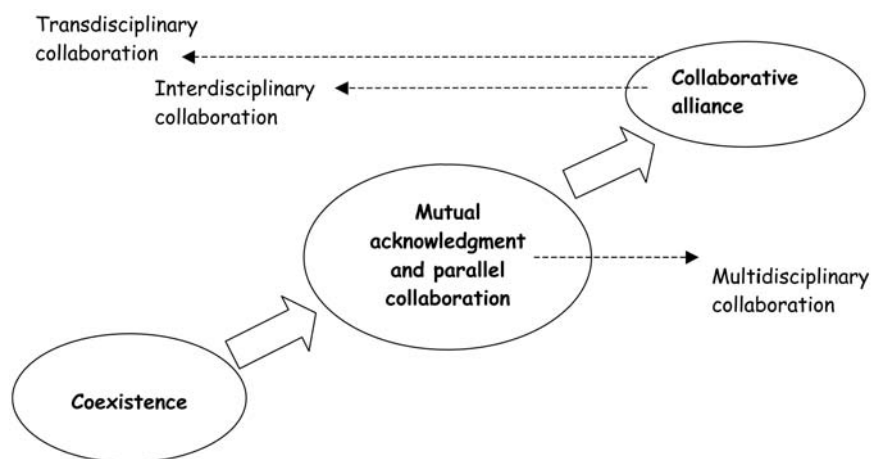 Transdisciplinary
collaboration
Interdisciplinary
collaboration
Collaborative
alliance
Mutual
acknowledgment
and parallel
collaboration
Multidisciplinary
collaboration
Coexistence